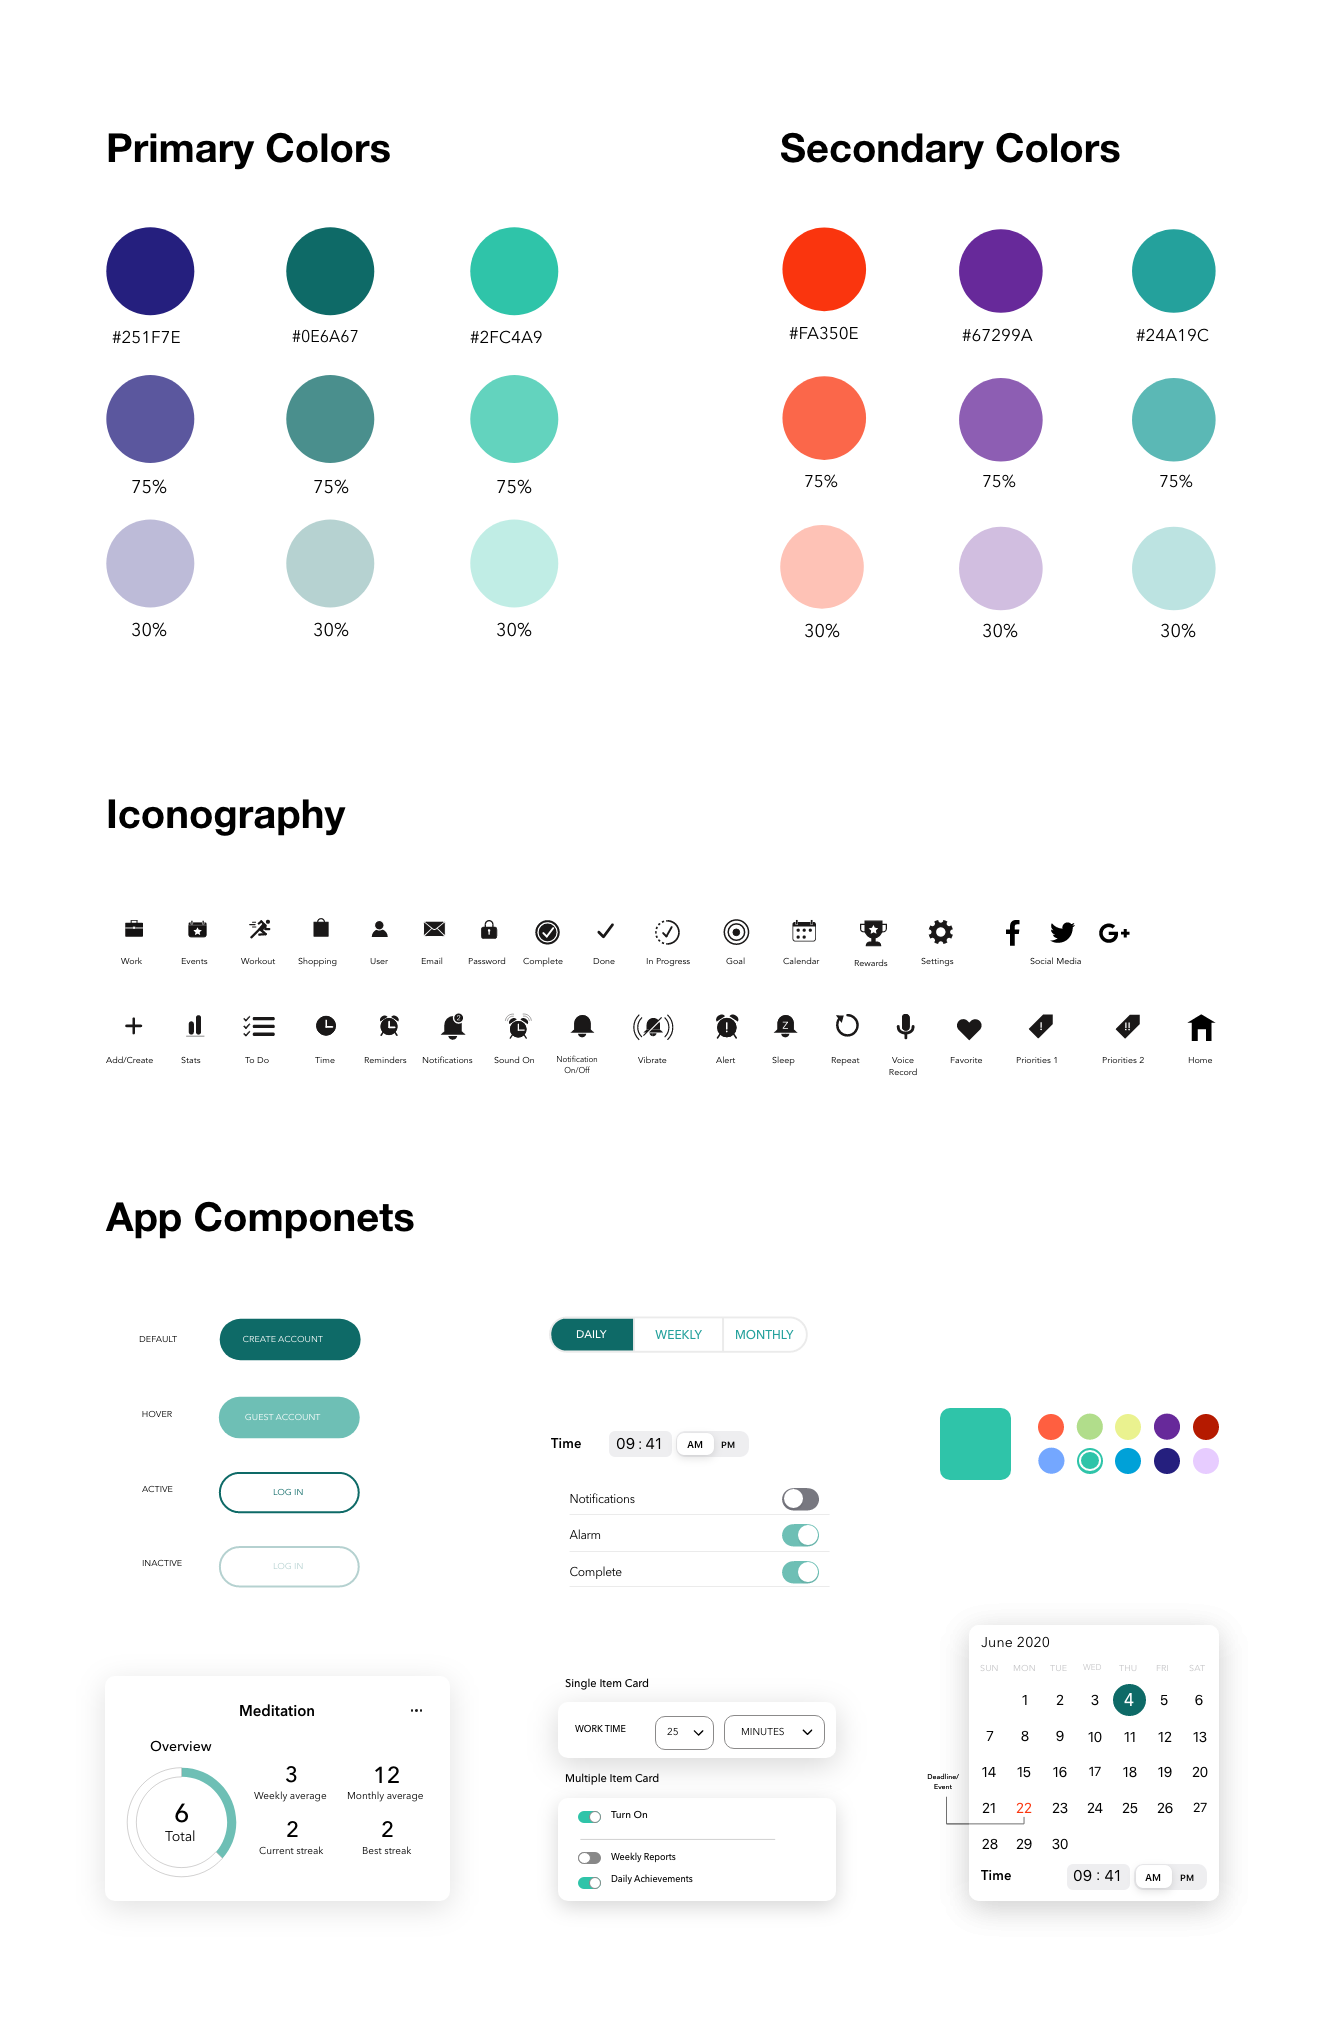 Primary Colors
Secondary Colors
#251F7E
#0E6A67
#2FC4A9
#FA350E
#67299A
#24A19C
75%
75%
75%
75%
75%
75%
30%
30%
30%
30%
30%
30%
Iconography
Work
Events
Workout
Shopping
User
Email
Password
Complete
Done
In Progress
Goal
Calendar
Rewards
Settings
Social Media
2
Z
!
!!
Add/Create
Stats
To Do
Time
Reminders
Notifications
Sound On
Notification
On/Off
Vibrate
Alert
Sleep
Repeat
Voice
Record
Favorite
Priorities 1
Priorities 2
Home
App Componets
DEFAULT
CREATE ACCOUNT
HOVER
GUEST ACCOUNT
ACTIVE
LOG IN
INACTIVE
LOG IN
DAILY WEEKLY MONTHLY
Time 09 : 41 AM PM
Notifications
Alarm
Complete
Meditation ...
Overview
6
Total
3
Weekly average
12
Monthly average
2
Current streak
2
Best streak
Single Item Card
WORK TIME 25 MINUTES
Multiple Item Card
Turn On
Weekly Reports
Daily Achievements
Deadline/
Event
June 2020
SUN MON TUE WED THU FRI SAT
1 2 3 4 5 6
7 8 9 10 11 12 13
14 15 16 17 18 19 20
21 22 23 24 25 26 27
28 29 30
Time 09 : 41 AM PM